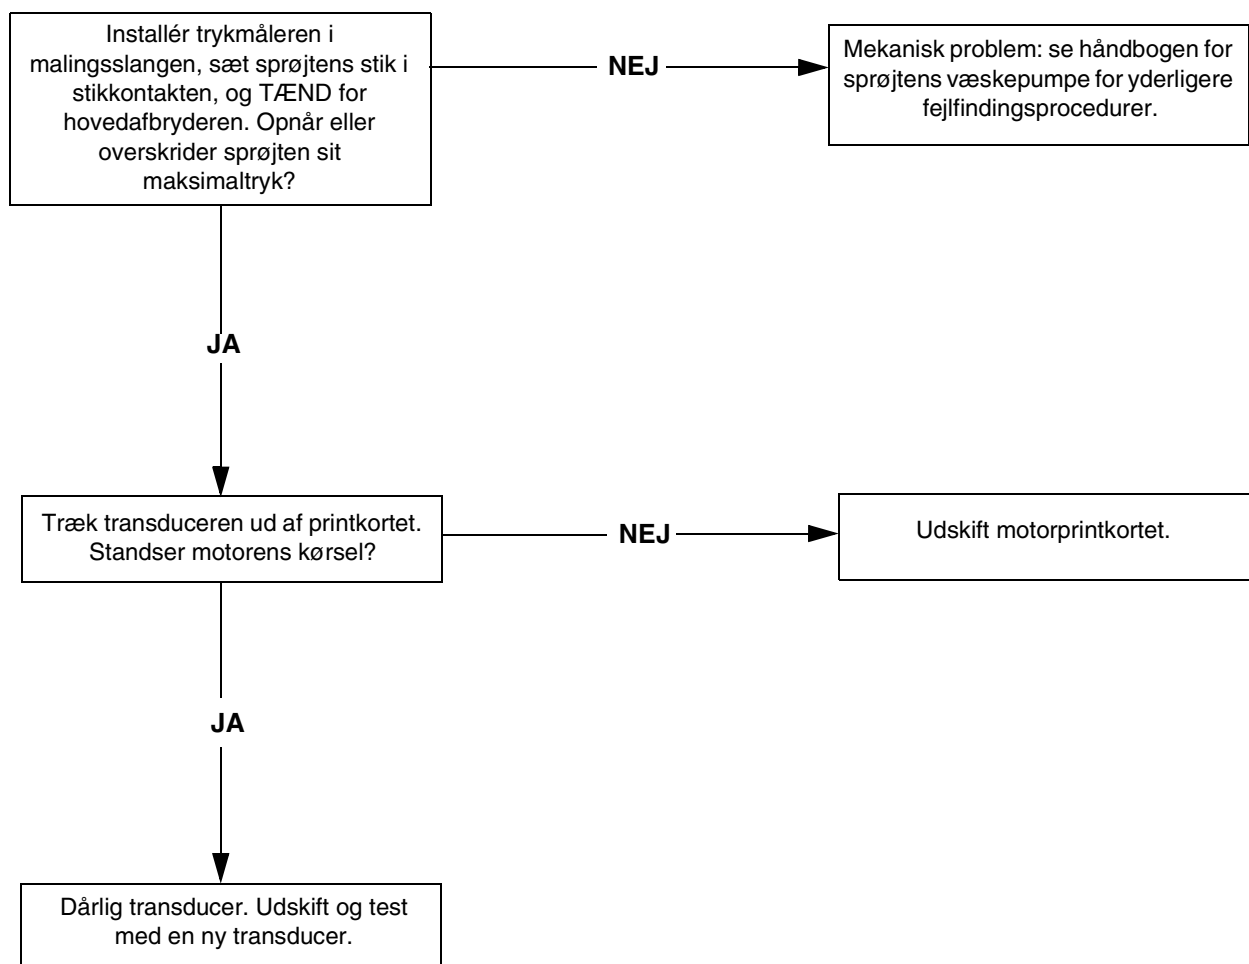 Installér trykmåleren i
malingsslangen, sæt sprøjtens stik i
stikkontakten, og TÆND for
hovedafbryderen. Opnår eller
overskrider sprøjten sit
maksimaltryk?
NEJ
Mekanisk problem: se håndbogen for
sprøjtens væskepumpe for yderligere
fejlfindingsprocedurer.
JA
Træk transduceren ud af printkortet.
Standser motorens kørsel?
NEJ
Udskift motorprintkortet.
JA
Dårlig transducer. Udskift og test
med en ny transducer.